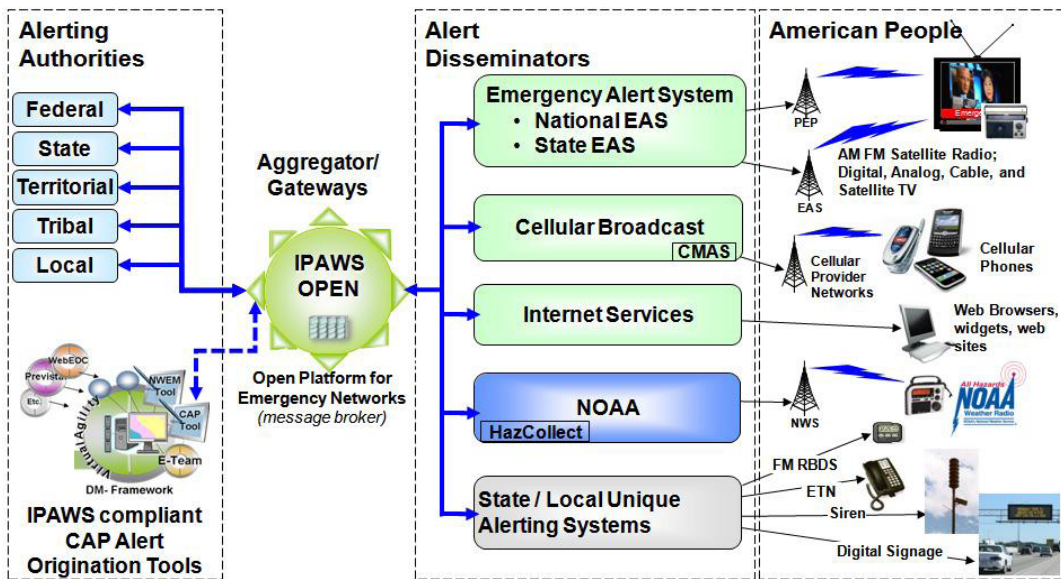 Alerting
Authorities
Federal
State
Territorial
Tribal
Local
WebEOC
Previstar
Etc.
NWEM
Tool
CAP
Tool
VirtualAgility
E-Team
DM- Framework
IPAWS compliant
CAP Alert
Origination Tools
Aggregator/
Gateways
IPAWS
OPEN
Open Platform for
Emergency Networks
(message broker)
Alert
Disseminators
Emergency Alert System
• National EAS
• State EAS
Cellular Broadcast
CMAS
Internet Services
NOAA
HazCollect
State / Local Unique
Alerting Systems
American People
PEP
Emergen
EAS
AM FM Satellite Radio;
Digital, Analog, Cable, and
Satellite TV
Cellular
Provider
Networks
Cellular
Phones
Web Browsers,
widgets, web
sites
NWS
All Hazards
NOAA
Weather Radio
FM RBDS
ETN
Siren
Digital Signage